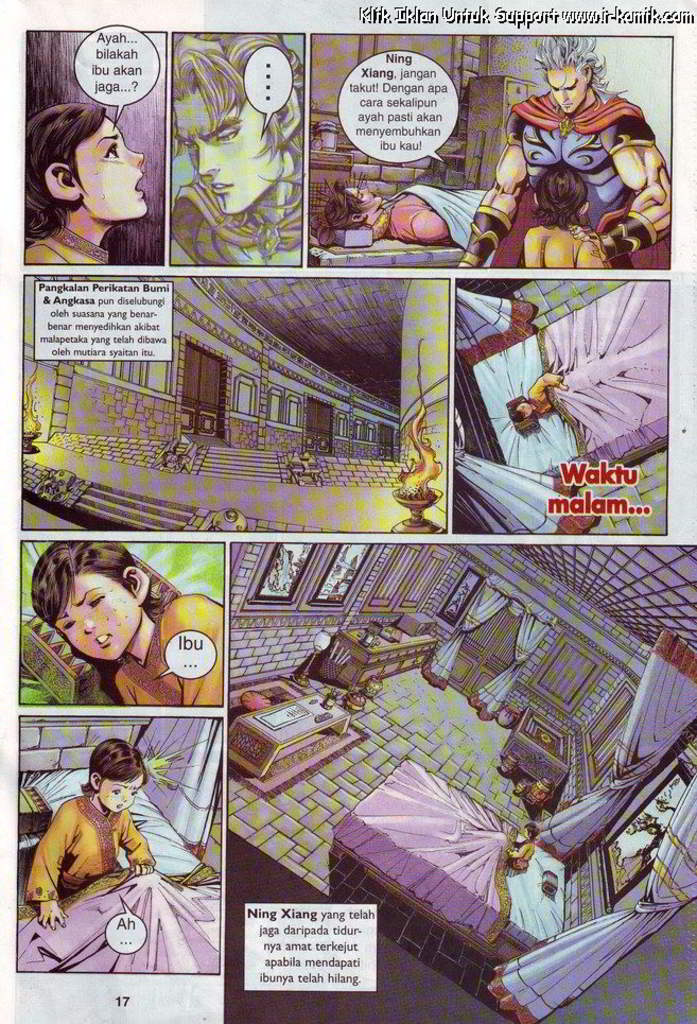 Klik Iklan Untuk Support www.ir-komik.com
Ayah...
bilakah
ibu akan
jaga...?
....
Ning
Xiang, jangan
takut! Dengan apa
cara sekalipun
ayah pasti akan
menyembuhkan
ibu kau!
Pangkalan Perikatan Bumi
& Angkasa pun diselubungi
oleh suasana yang benar-
benar menyedihkan akibat
malapetaka yang telah dibawa
oleh mutiara syaitan itu.
Waktu
malam...
Ibu
...
Ah
...
Ning Xiang yang telah
jaga daripada tidur-
nya amat terkejut
apabila mendapati
ibunya telah hilang.
17